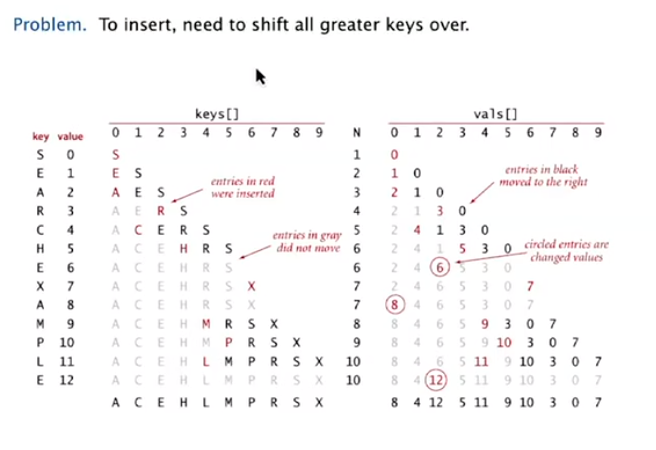 Problem. To insert, need to shift all greater keys over.
keys[] vals[]
key value 0 1 2 3 4 5 6 7 8 9 N 0 1 2 3 4 5 6 7 8 9
S 0 S 1 0
E 1 E S 2 1 0
A 2 A E S 3 2 1 0
R 3 A E R S 4 2 1 3 0
C 4 A C E R S 5 2 4 1 3 0
H 5 A C E H R S 6 2 4 1 5 3 0
E 6 A C E H R S 6 2 4 6 5 3 0
X 7 A C E H R S X 7 2 4 6 5 3 0 7
A 8 A C E H R S X 7 8 4 6 5 3 0 7
M 9 A C E H M R S X 8 8 4 6 5 9 3 0 7
P 10 A C E H M P R S X 9 8 4 6 5 9 10 3 0 7
L 11 A C E H L M P R S X 10 8 4 6 5 11 9 10 3 0 7
E 12 A C E H L M P R S X 10 8 4 12 5 11 9 10 3 0 7
A C E H L M P R S X 8 4 12 5 11 9 10 3 0 7
entries in red
were inserted
entries in gray
did not move
entries in black
moved to the right
circled entries are
changed values